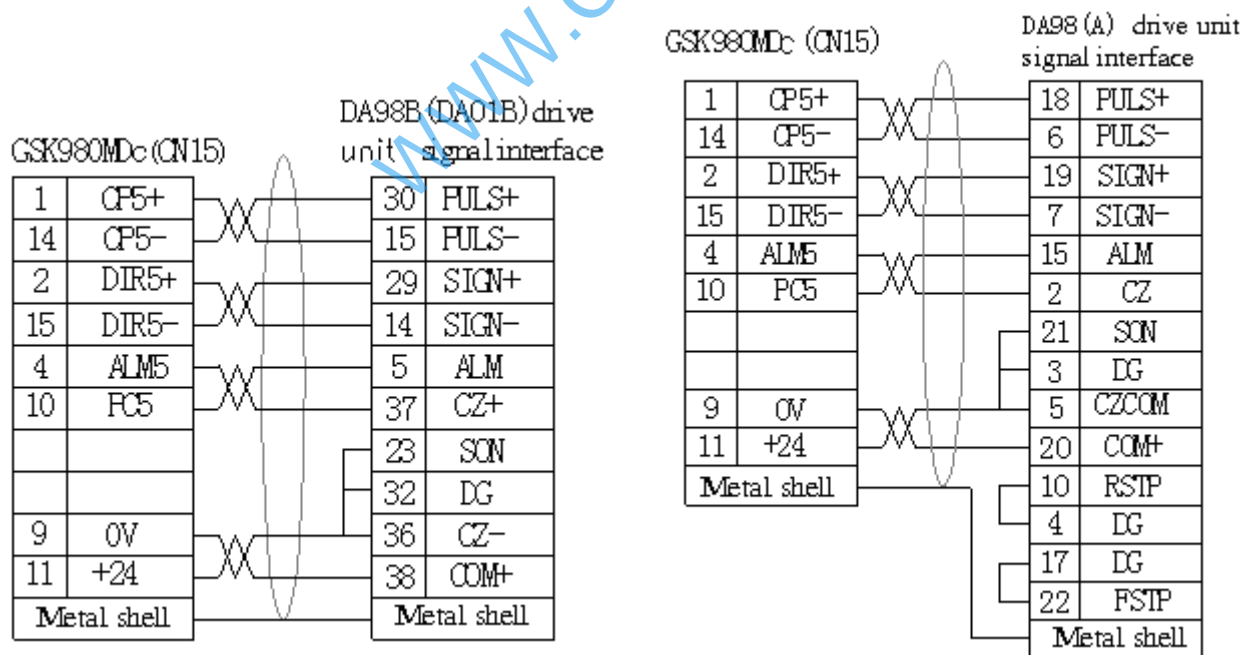 www.c
GSK980MDc(CN15)
DA98B(DA01B)drive
unit signal interface
1 CP5+ 30 PULS+
14 CP5- 15 PULS-
2 DIR5+ 29 SIGN+
15 DIR5- 14 SIGN-
4 ALM5 5 ALM
10 PC5 37 CZ+
23 SON
32 DG
9 0V 36 CZ-
11 +24 38 COM+
Metal shell Metal shell
GSK980MDc (CN15)
DA98(A) drive unit
signal interface
1 CP5+ 18 PULS+
14 CP5- 6 PULS-
2 DIR5+ 19 SIGN+
15 DIR5- 7 SIGN-
4 ALM5 15 ALM
10 PC5 2 CZ
21 SON
3 DG
9 0V 5 CZCOM
11 +24 20 COM+
Metal shell 10 RSTP
4 DG
17 DG
22 FSTP
Metal shell